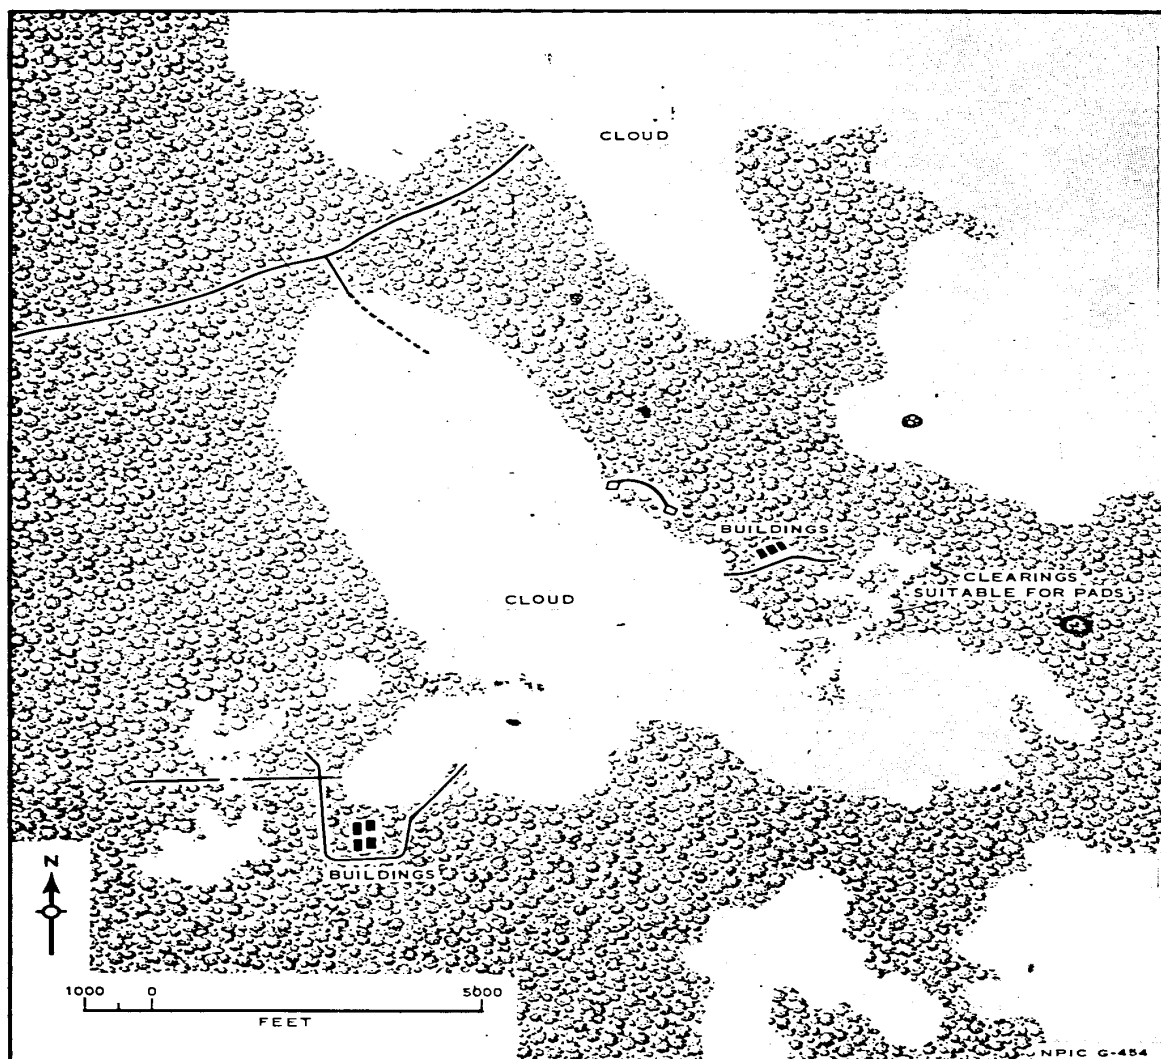 CLOUD
BUILDINGS
CLEARINGS
SUITABLE FOR PADS
CLOUD
BUILDINGS
N
1000 0 5000
FEET
NPIC G-454